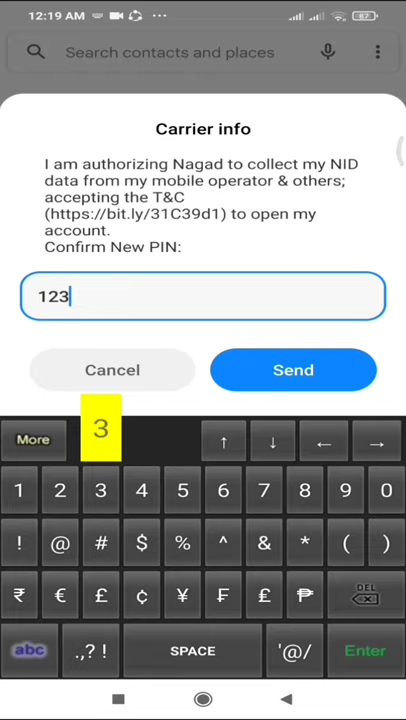 12:19 AM ... 87
Search contacts and places
Carrier info
I am authorizing Nagad to collect my NID
data from my mobile operator & others;
accepting the T&C
(https://bit.ly/31C39d1) to open my
account.
Confirm New PIN:
123
Cancel Send
3
More ↑ ↓ ← →
1 2 3 4 5 6 7 8 9 0
! @ # $ % ^ & * ( )
₹ € £ ¢ ¥ ₣ £ ₱ DEL
abc .,? ! SPACE '@/ Enter